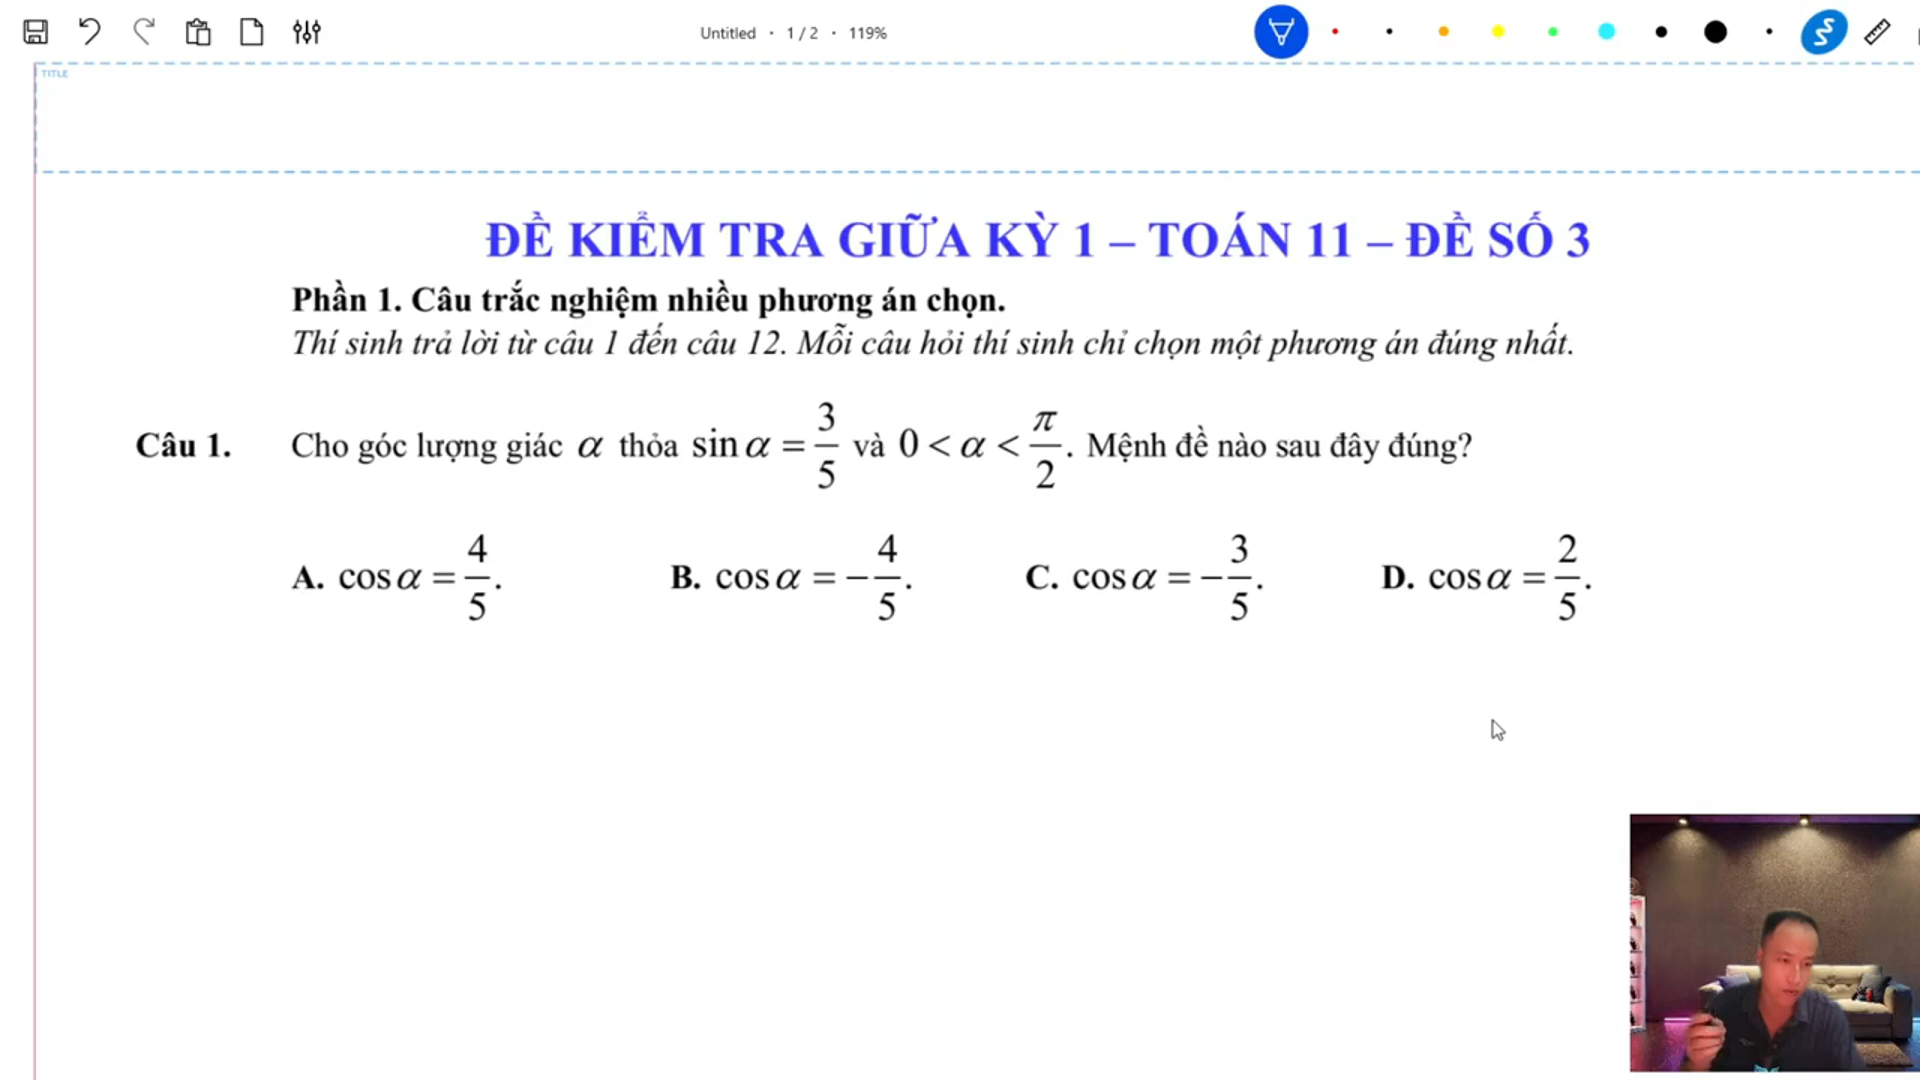 Untitled • 1 / 2 • 119%
TITLE
ĐỀ KIỂM TRA GIỮA KỲ 1 – TOÁN 11 – ĐỀ SỐ 3
Phần 1. Câu trắc nghiệm nhiều phương án chọn.
Thí sinh trả lời từ câu 1 đến câu 12. Mỗi câu hỏi thí sinh chỉ chọn một phương án đúng nhất.
Câu 1. Cho góc lượng giác α thỏa sin α = 3/5 và 0 < α < π/2. Mệnh đề nào sau đây đúng?
A. cos α = 4/5. B. cos α = −4/5. C. cos α = −3/5. D. cos α = 2/5.